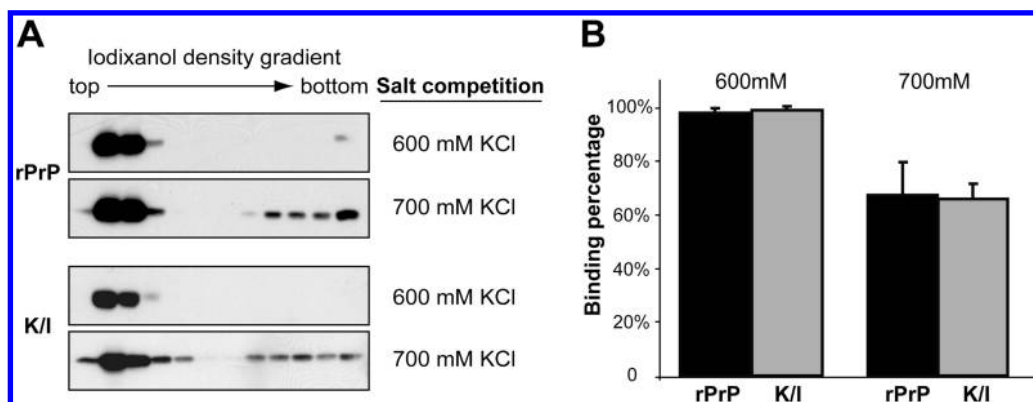 A
Iodixanol density gradient
top bottom Salt competition
rPrP
600 mM KCl
700 mM KCl
K/I
600 mM KCl
700 mM KCl
B
600mM 700mM
Binding percentage
100%
80%
60%
40%
20%
0
rPrP K/I rPrP K/I